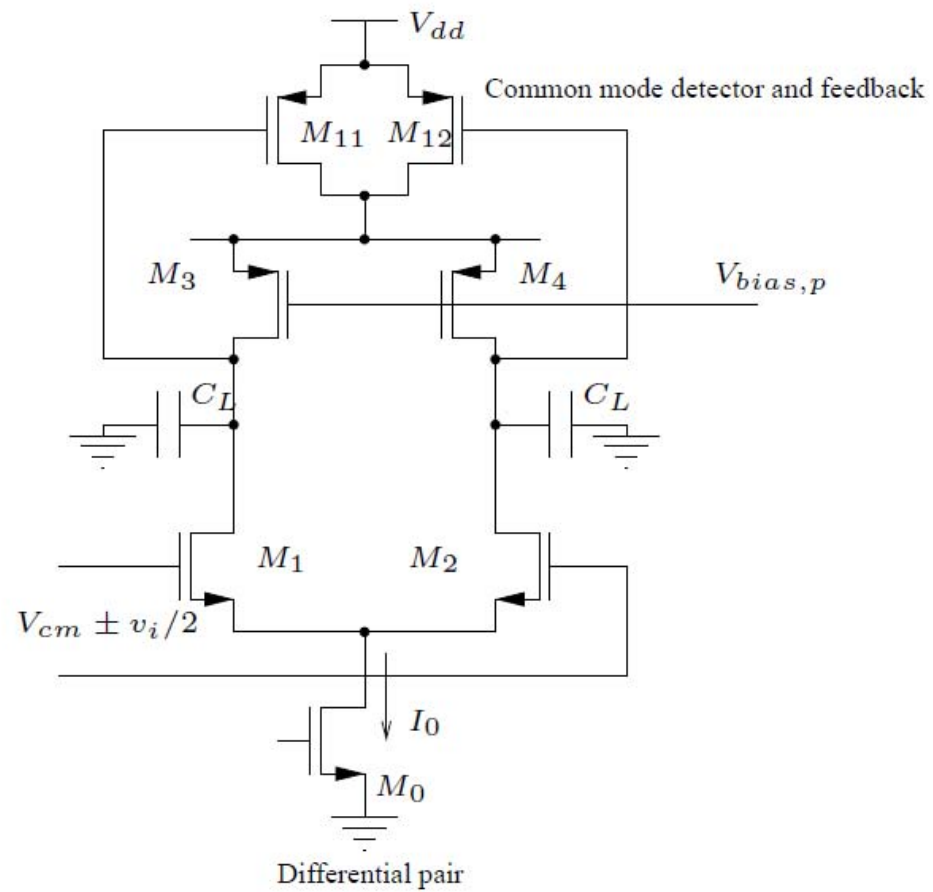 V_dd
Common mode detector and feedback
M_11 M_12
M_3 M_4 V_bias,p
C_L C_L
M_1 M_2
V_cm ± v_i/2
I_0
M_0
Differential pair